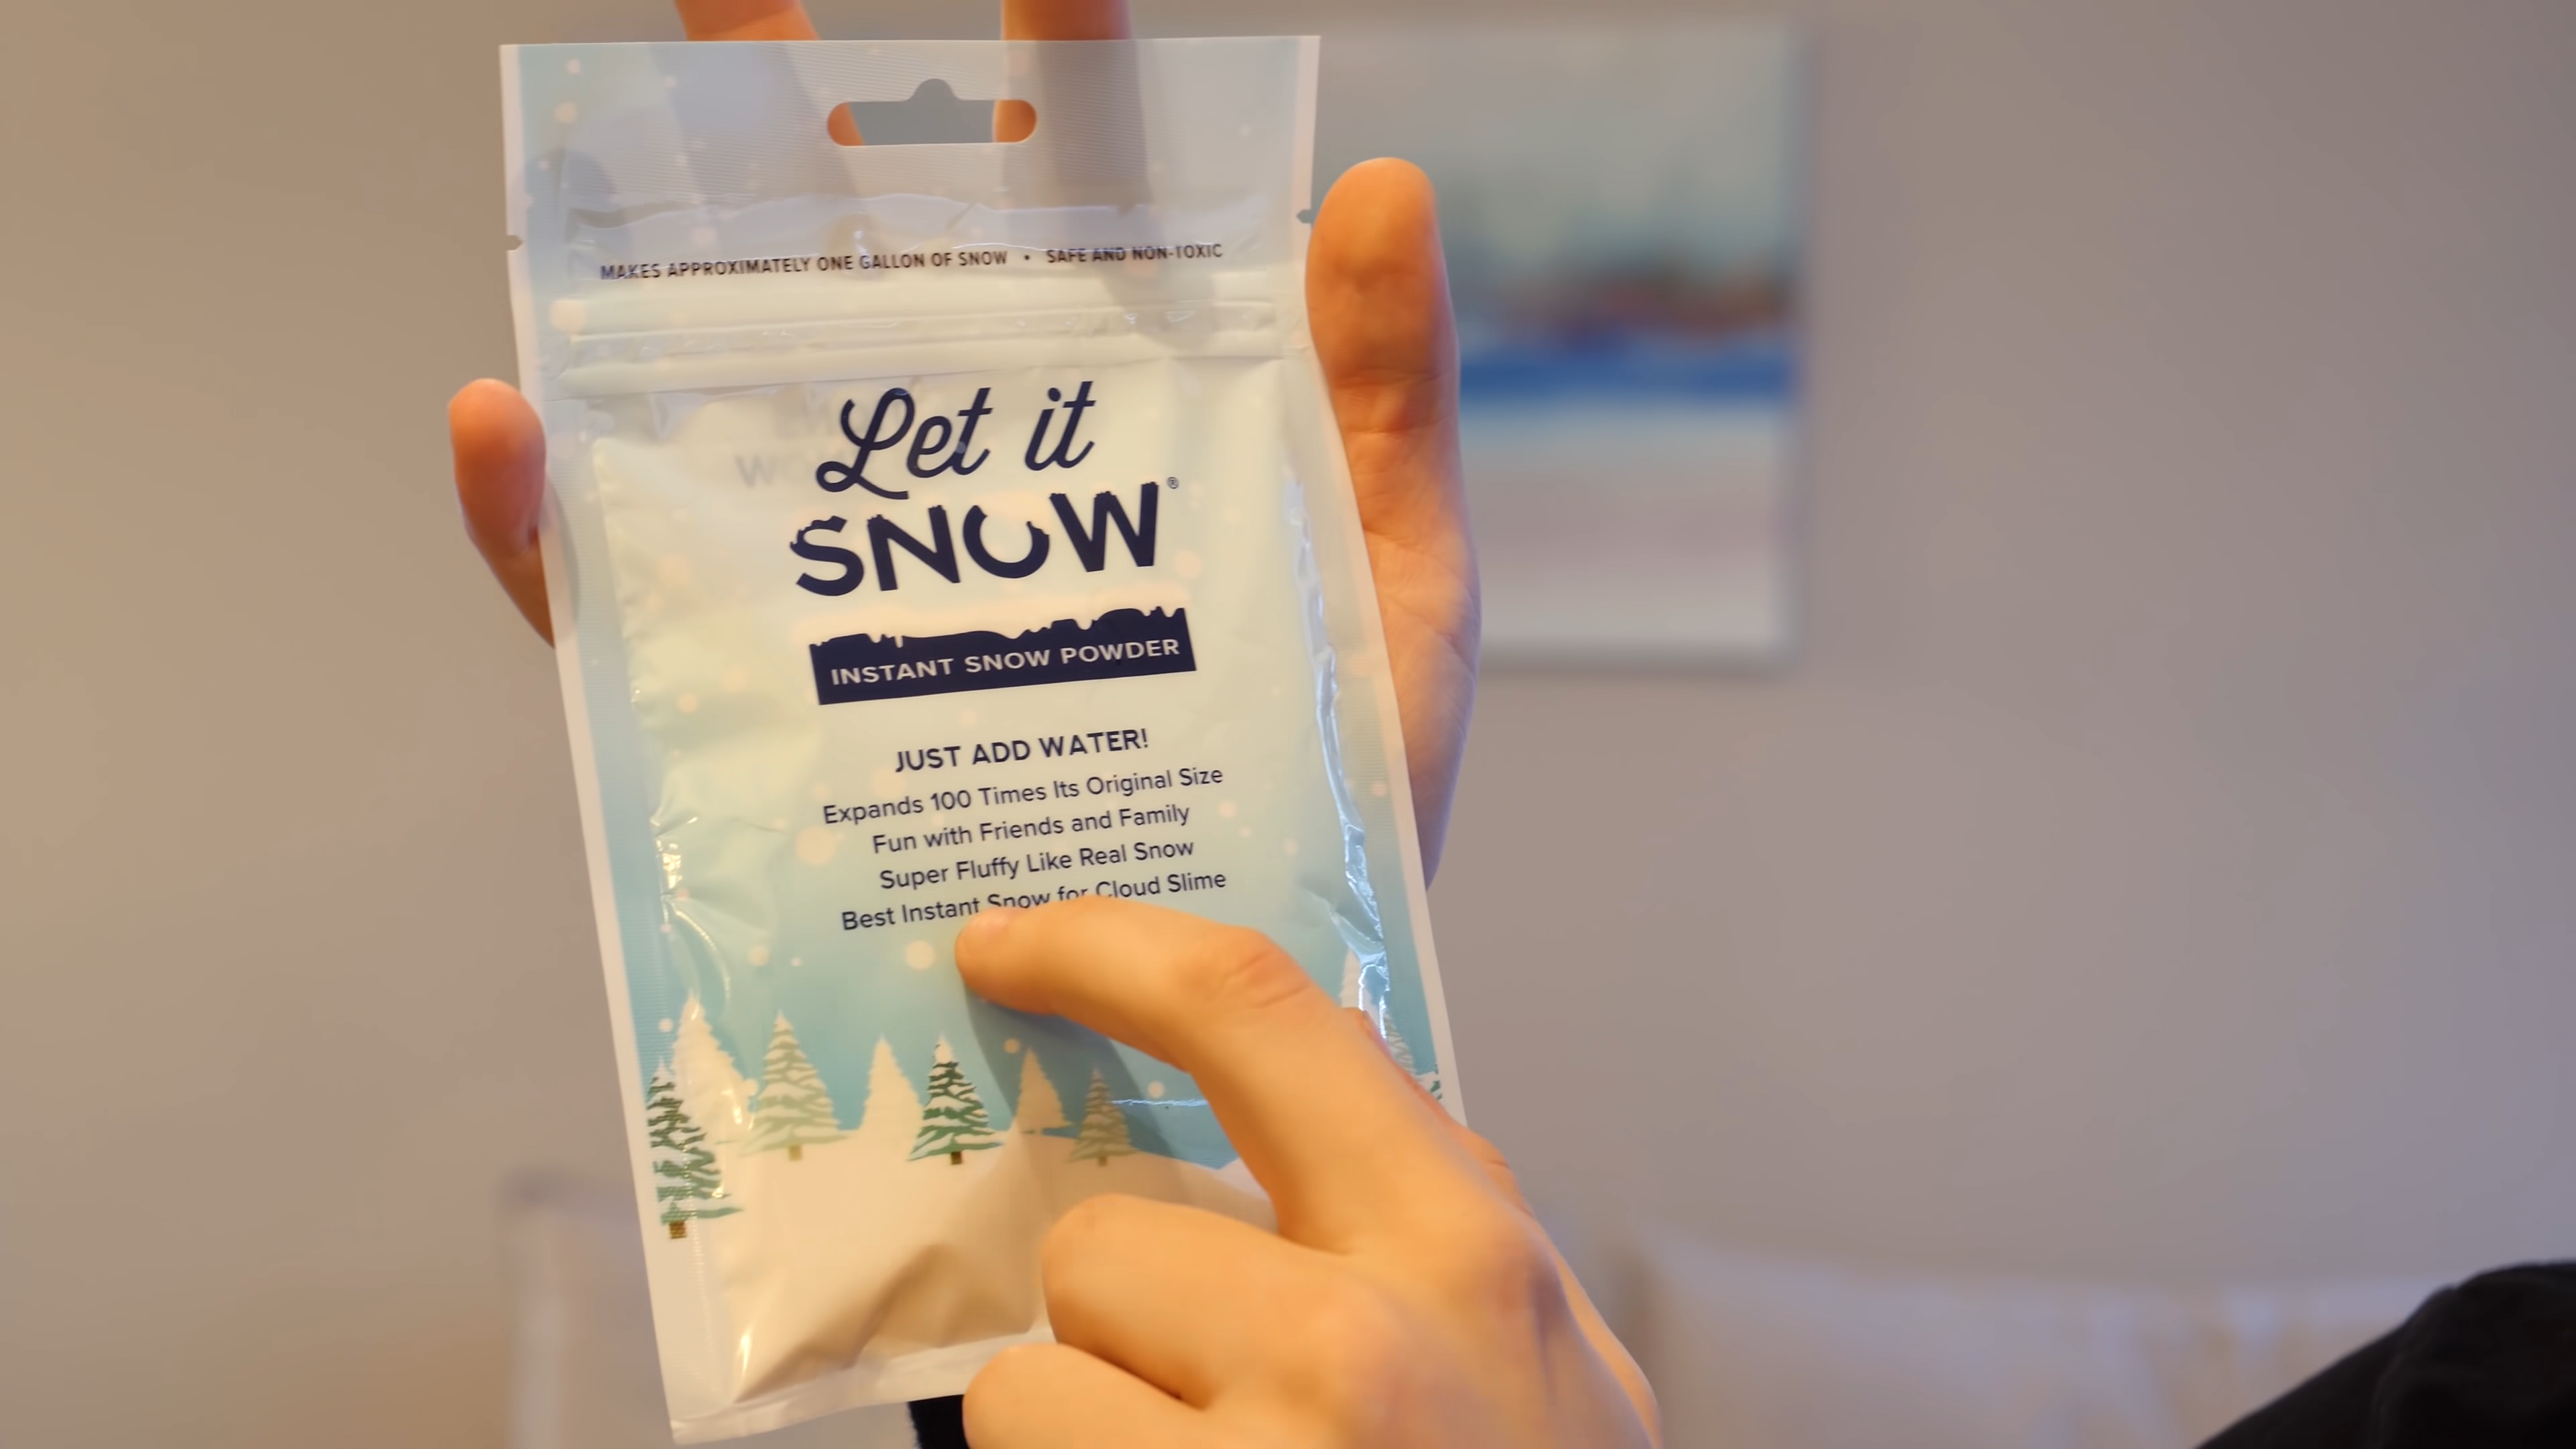 MAKES APPROXIMATELY ONE GALLON OF SNOW • SAFE AND NON-TOXIC
Let it
SNOW®
INSTANT SNOW POWDER
JUST ADD WATER!
Expands 100 Times Its Original Size
Fun with Friends and Family
Super Fluffy Like Real Snow
Best Instant Snow for Cloud Slime